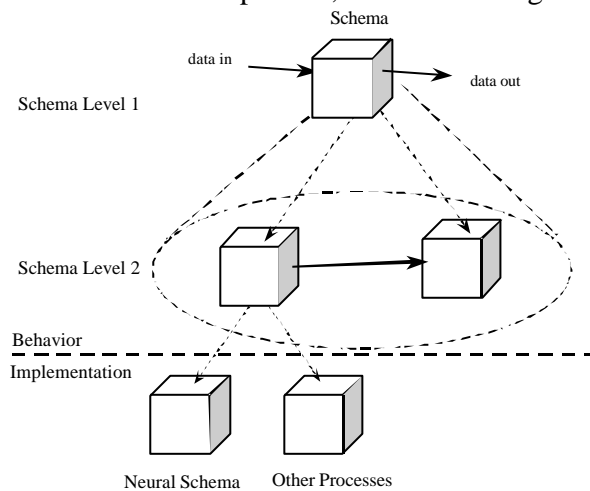 Schema
data in
data out
Schema Level 1
Schema Level 2
Behavior
Implementation
Neural Schema
Other Processes